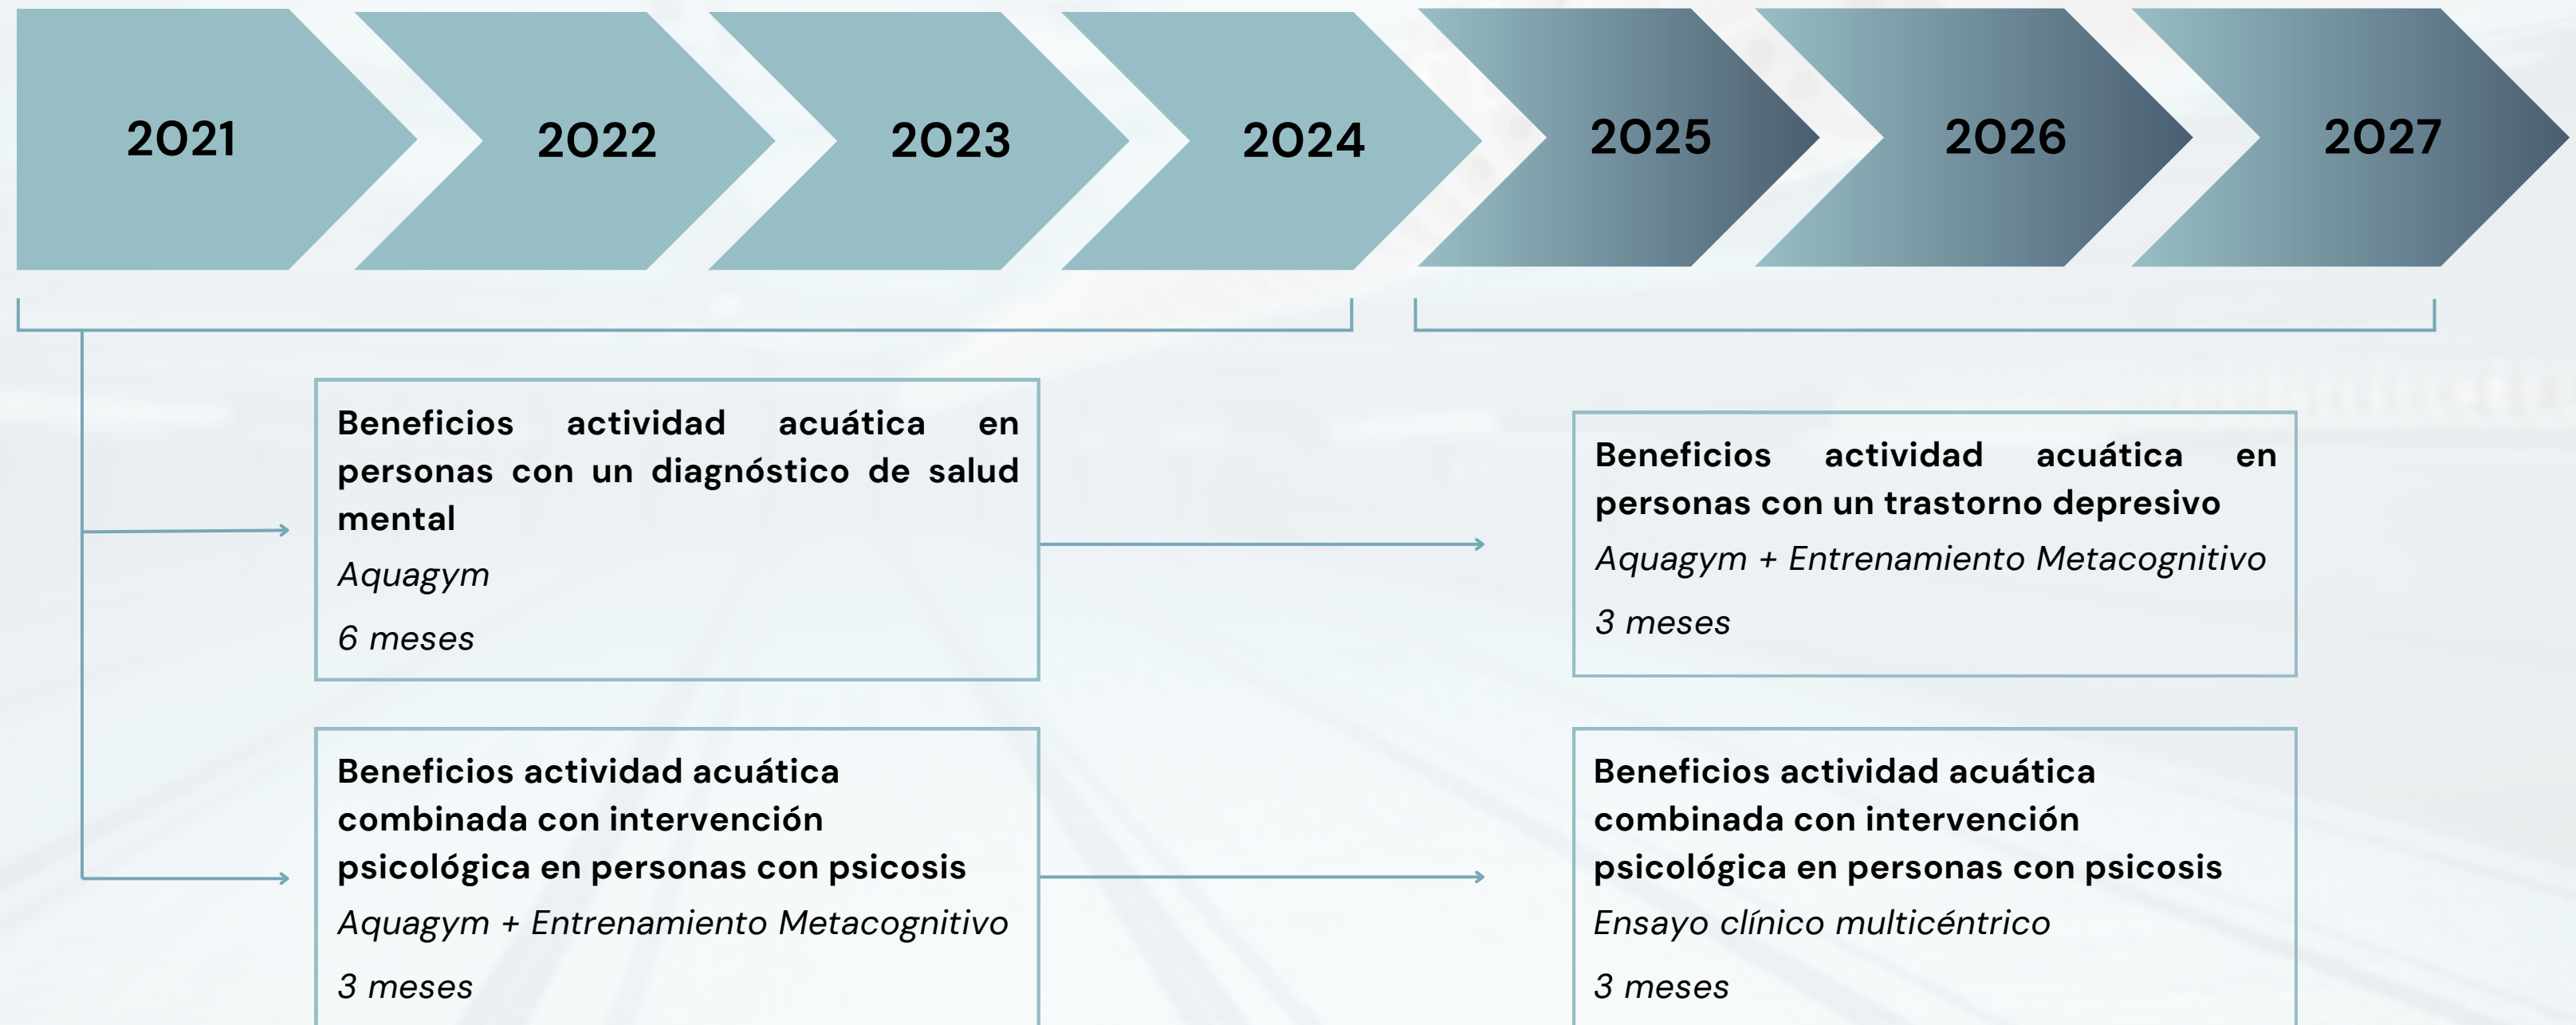 2021
2022
2023
2024
2025
2026
2027
Beneficios actividad acuática en
personas con un diagnóstico de salud
mental
Aquagym
6 meses
Beneficios actividad acuática en
personas con un trastorno depresivo
Aquagym + Entrenamiento Metacognitivo
3 meses
Beneficios actividad acuática
combinada con intervención
psicológica en personas con psicosis
Aquagym + Entrenamiento Metacognitivo
3 meses
Beneficios actividad acuática
combinada con intervención
psicológica en personas con psicosis
Ensayo clínico multicéntrico
3 meses